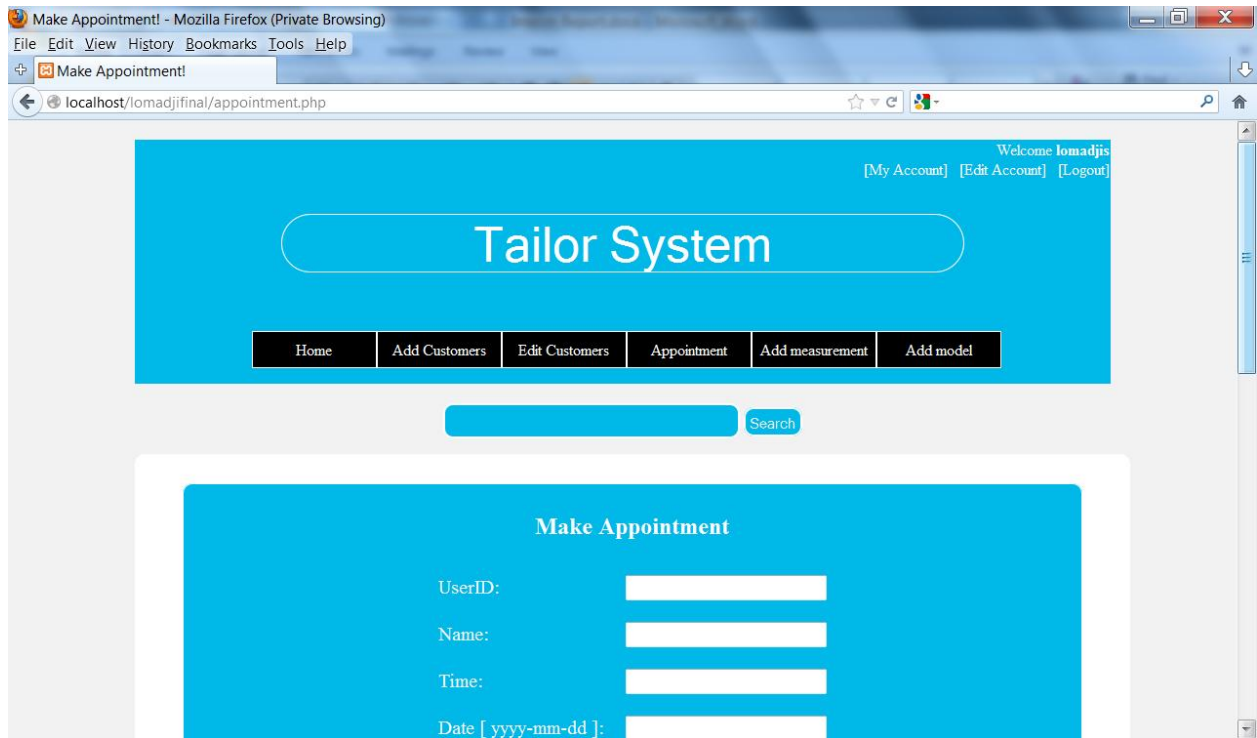 Make Appointment! - Mozilla Firefox (Private Browsing)
File Edit View History Bookmarks Tools Help
Make Appointment!
localhost/lomadjifinal/appointment.php
Welcome lomadjis
[My Account] [Edit Account] [Logout]
Tailor System
Home Add Customers Edit Customers Appointment Add measurement Add model
Search
Make Appointment
UserID:
Name:
Time:
Date [ yyyy-mm-dd ]: